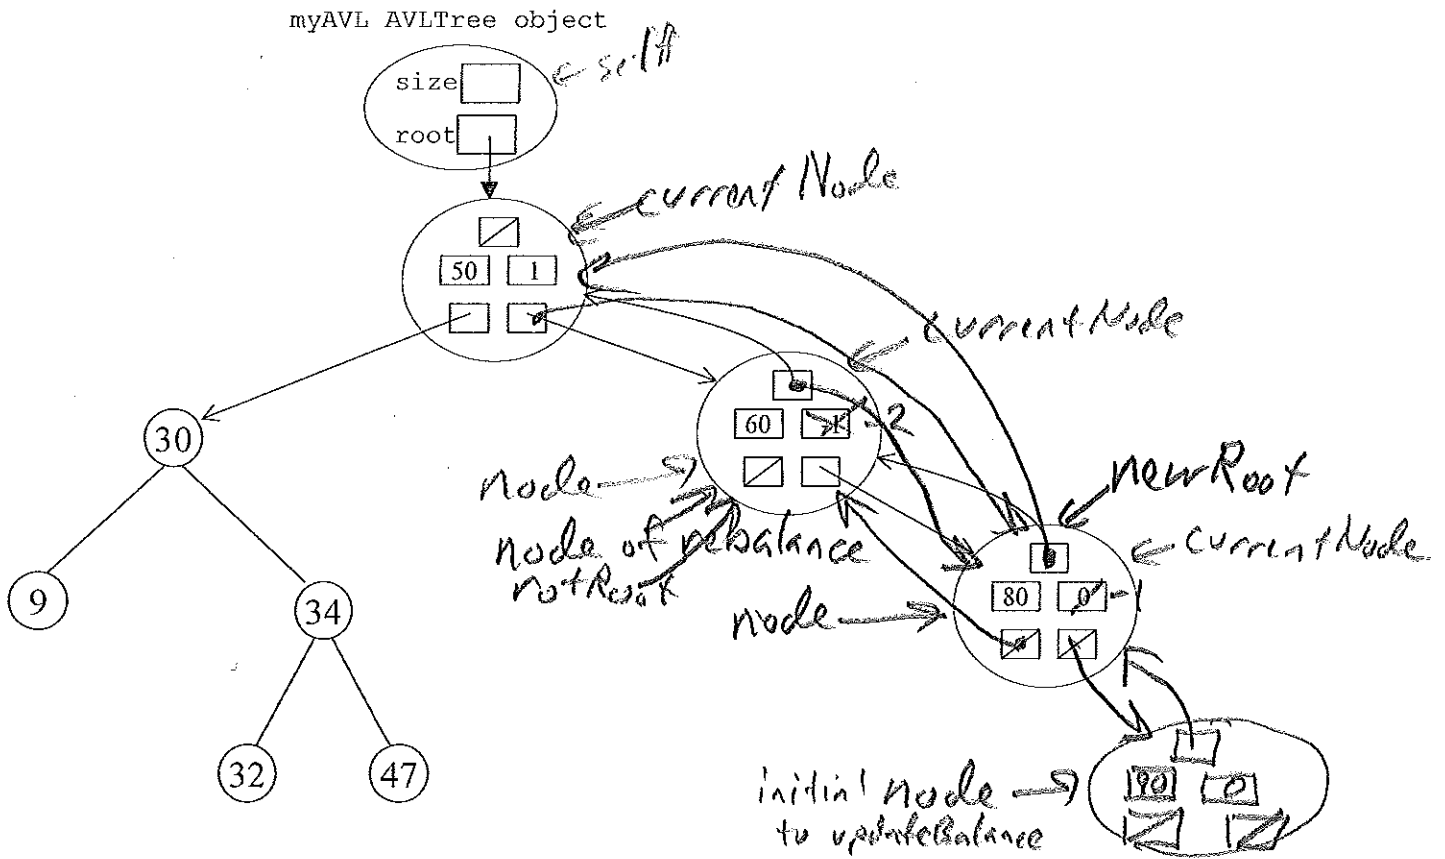 myAVL AVLTree object
size
← self
root
currentNode
50 1
currentNode
60 -1 -2
30
node
newRoot
node of rebalance
currentNode
rotRoot
80 0 -1
9
34
node
32
47
90 0
initial node
to updateBalance